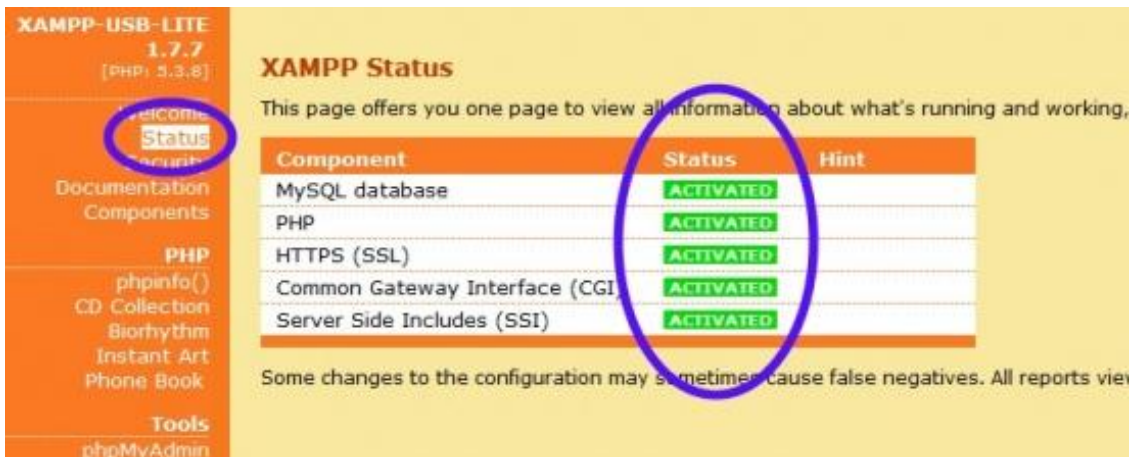 XAMPP-USB-LITE
1.7.7
[PHP: 5.3.8]
Welcome
Status
Security
Documentation
Components
PHP
phpinfo()
CD Collection
Biorhythm
Instant Art
Phone Book
Tools
phpMyAdmin
XAMPP Status
This page offers you one page to view all information about what's running and working,
Component Status Hint
MySQL database ACTIVATED
PHP ACTIVATED
HTTPS (SSL) ACTIVATED
Common Gateway Interface (CGI) ACTIVATED
Server Side Includes (SSI) ACTIVATED
Some changes to the configuration may sometimes cause false negatives. All reports view